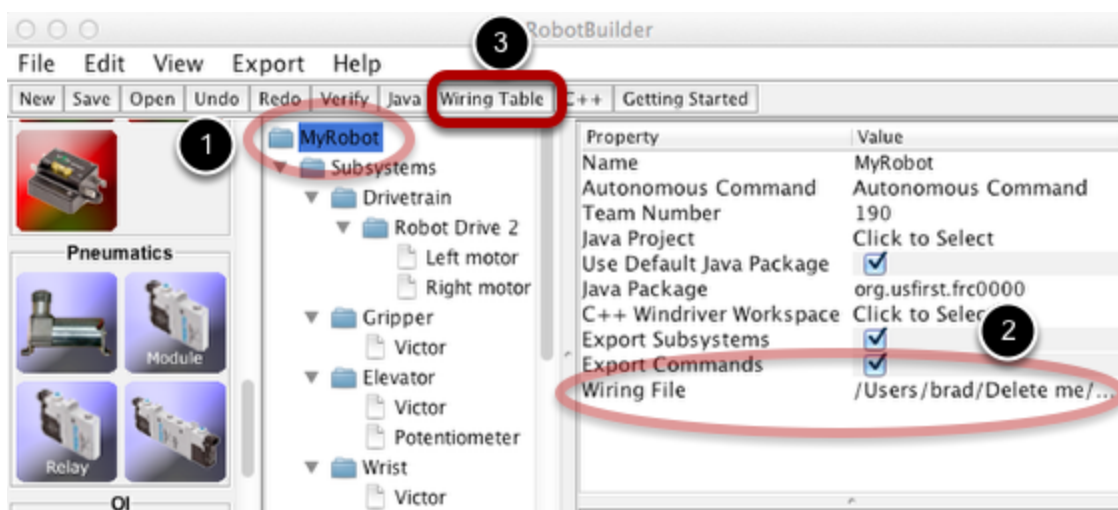 RobotBuilder
3
File Edit View Export Help
New Save Open Undo Redo Verify Java Wiring Table C++ Getting Started
1
MyRobot
Subsystems
Drivetrain
Robot Drive 2
Left motor
Right motor
Gripper
Victor
Elevator
Victor
Potentiometer
Wrist
Victor
Pneumatics
Module
Relay
OI
Property Value
Name MyRobot
Autonomous Command Autonomous Command
Team Number 190
Java Project Click to Select
Use Default Java Package
Java Package org.usfirst.frc0000
C++ Windriver Workspace Click to Selec
2
Export Subsystems
Export Commands
Wiring File /Users/brad/Delete me/...